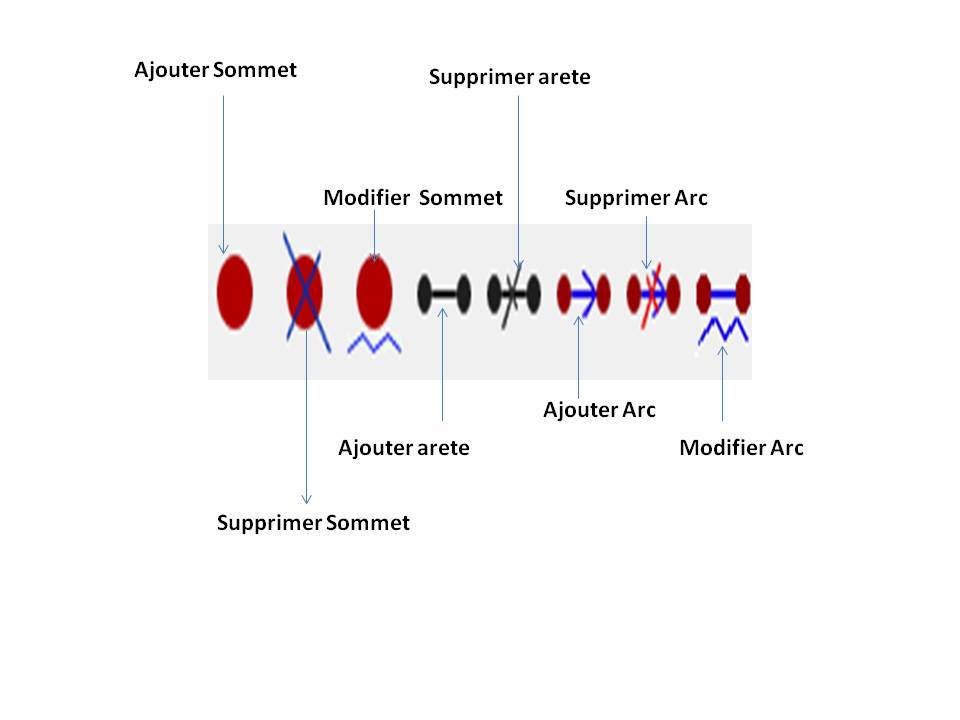 Ajouter Sommet
Supprimer arete
Modifier Sommet
Supprimer Arc
Ajouter Arc
Ajouter arete
Modifier Arc
Supprimer Sommet